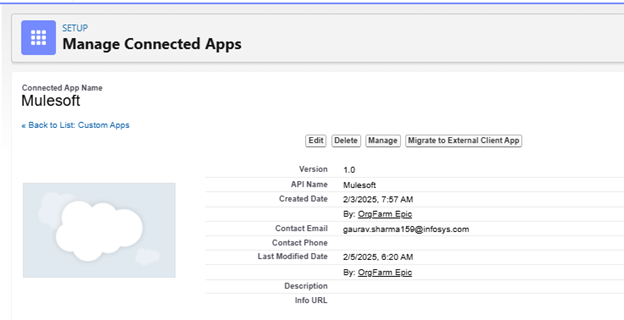 SETUP
Manage Connected Apps
Connected App Name
Mulesoft
« Back to List: Custom Apps
Edit Delete Manage Migrate to External Client App
Version 1.0
API Name Mulesoft
Created Date 2/3/2025, 7:57 AM
By: OrgFarm Epic
Contact Email gaurav.sharma159@infosys.com
Contact Phone
Last Modified Date 2/5/2025, 6:20 AM
By: OrgFarm Epic
Description
Info URL